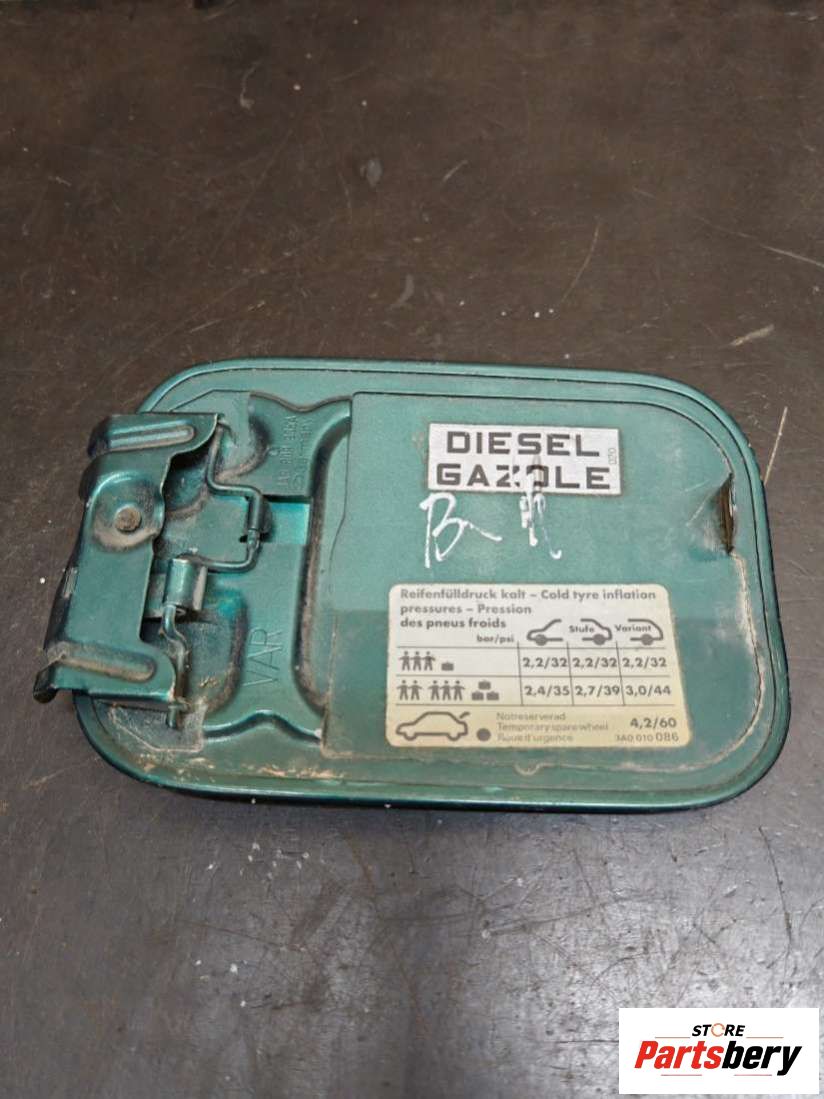 DIESEL
GAZOLE
020
Reifenfülldruck kalt – Cold tyre inflation
pressures – Pression
des pneus froids
bar/psi
Stufe
Variant
2,2/32 2,2/32 2,2/32
2,4/35 2,7/39 3,0/44
Notreserverad
Temporary spare wheel
Roue d'urgence
4,2/60
3A0 010 086
VAR
STORE
Partsbery